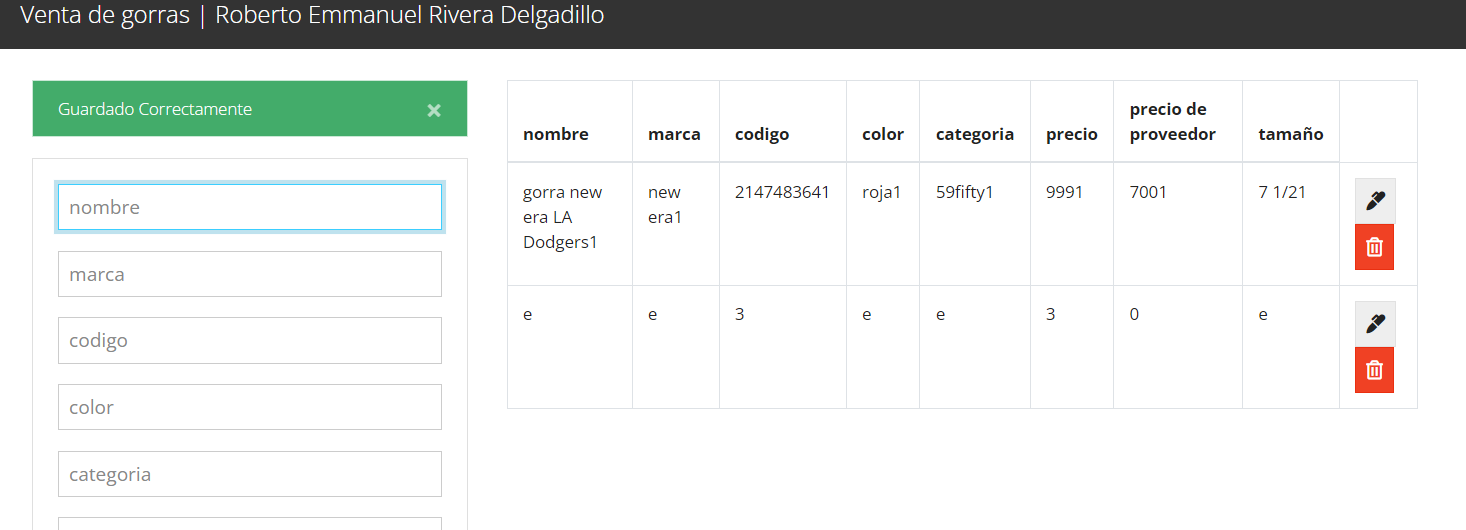 Venta de gorras | Roberto Emmanuel Rivera Delgadillo
Guardado Correctamente ×
nombre
marca
codigo
color
categoria
nombre marca codigo color categoria precio precio de proveedor tamaño
gorra new era LA Dodgers1 new era1 2147483641 roja1 59fifty1 9991 7001 7 1/21
e e 3 e e 3 0 e